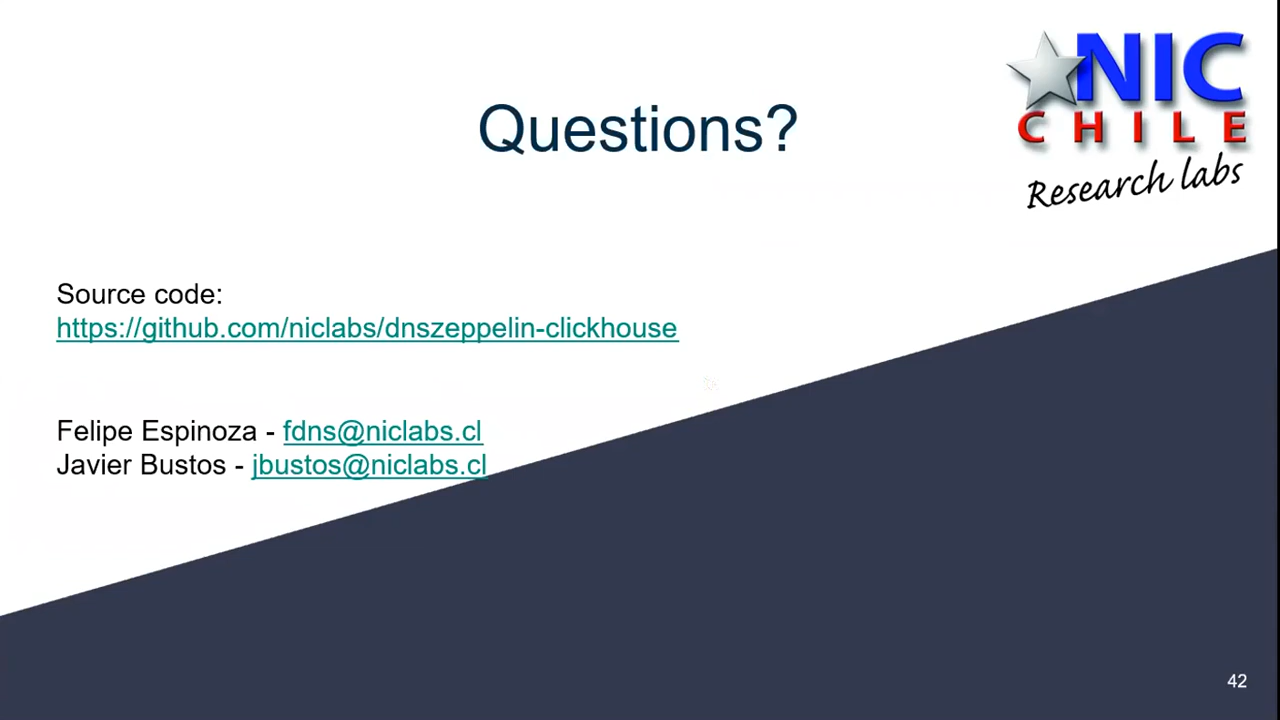 Questions?
NIC
CHILE
Research labs
Source code:
https://github.com/niclabs/dnszeppelin-clickhouse
Felipe Espinoza - fdns@niclabs.cl
Javier Bustos - jbustos@niclabs.cl
42